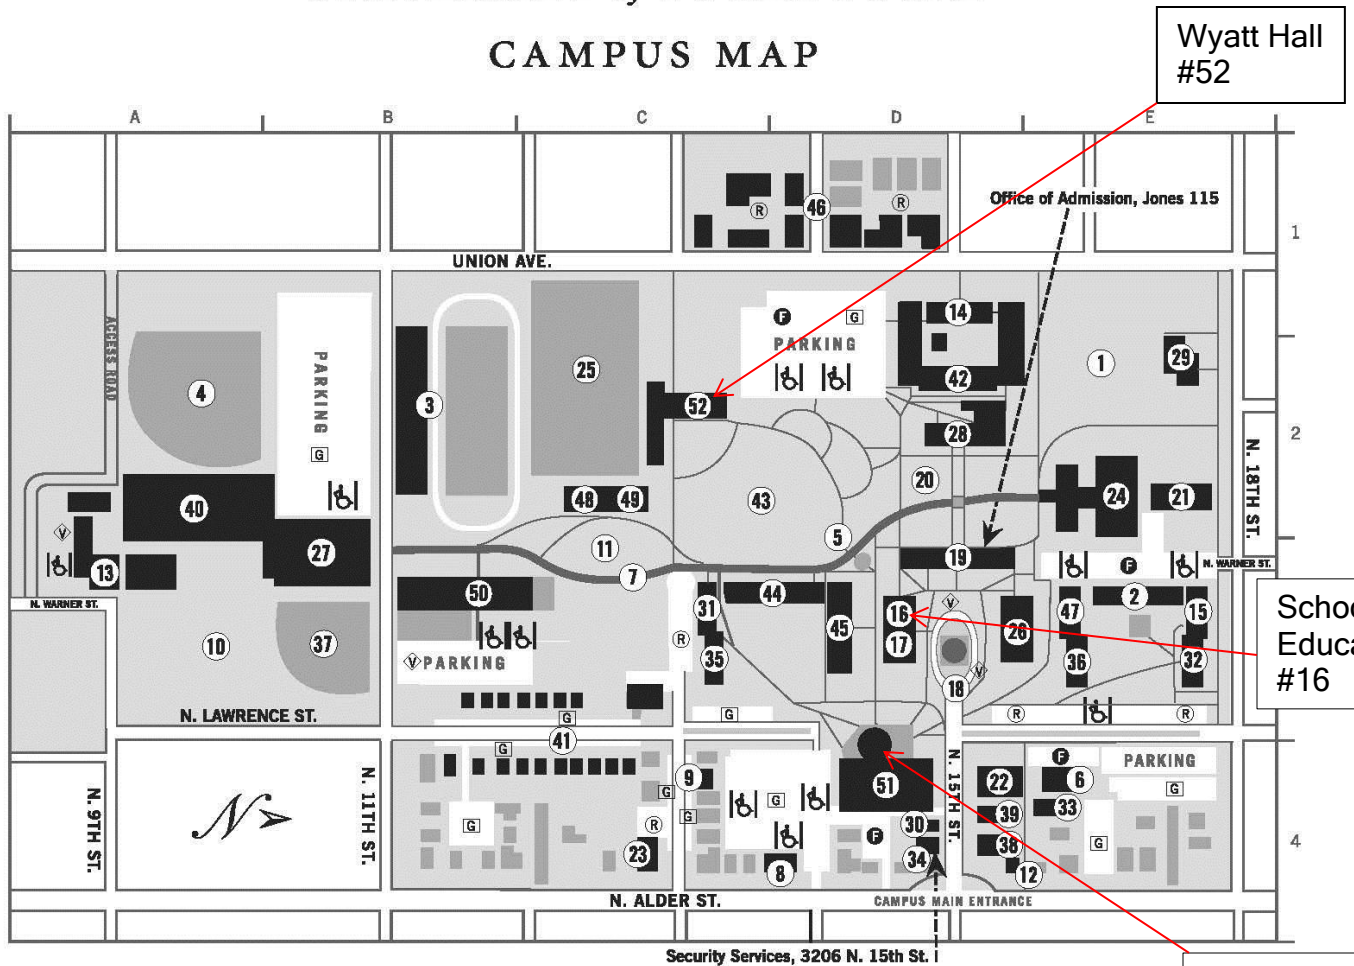 CAMPUS MAP
Wyatt Hall
#52
A
B
C
D
E
46
R
R
Office of Admission, Jones 115
1
UNION AVE.
ACCESS ROAD
PARKING
G
4
3
25
F
G
PARKING
14
42
52
28
1
29
2
N. 18TH ST.
40
27
V
13
48
49
43
20
5
24
21
11
7
19
F
N. WARNER ST.
N. WARNER ST.
50
31
44
45
16
17
V
26
47
2
15
10
37
V
PARKING
R
35
V
18
36
32
#16
N. LAWRENCE ST.
G
G
R
R
41
G
9
G
G
G
51
N. 15TH ST.
22
F
6
PARKING
G
33
39
38
12
G
N
N. 9TH ST.
N. 11TH ST.
G
R
23
8
F
30
34
4
N. ALDER ST.
CAMPUS MAIN ENTRANCE
Security Services, 3206 N. 15th St.